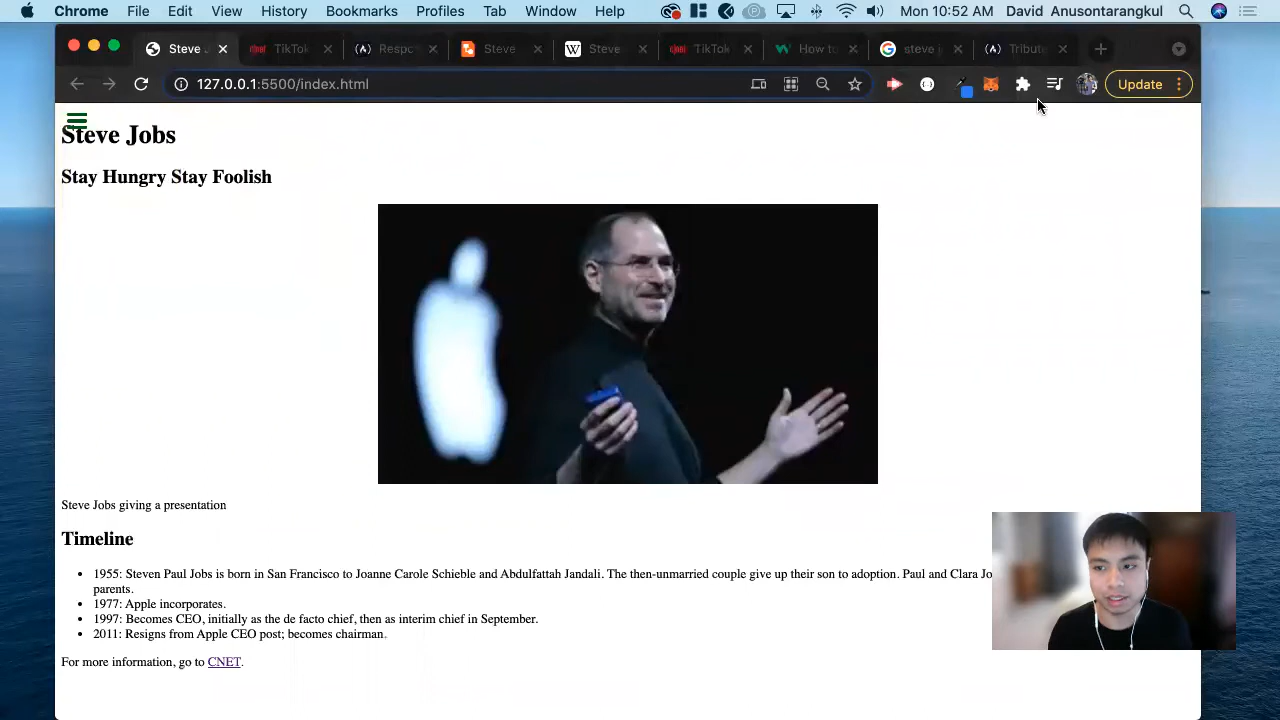 Chrome File Edit View History Bookmarks Profiles Tab Window Help Mon 10:52 AM David Anusontarangkul
Steve TikTok Respo Steve Steve TikTok How to steve j Tribute
127.0.0.1:5500/index.html Update
Steve Jobs
Stay Hungry Stay Foolish
Steve Jobs giving a presentation
Timeline
1955: Steven Paul Jobs is born in San Francisco to Joanne Carole Schieble and Abdulfattah Jandali. The then-unmarried couple give up their son to adoption. Paul and Clara Jo
parents.
1977: Apple incorporates.
1997: Becomes CEO, initially as the de facto chief, then as interim chief in September.
2011: Resigns from Apple CEO post; becomes chairman.
For more information, go to CNET.